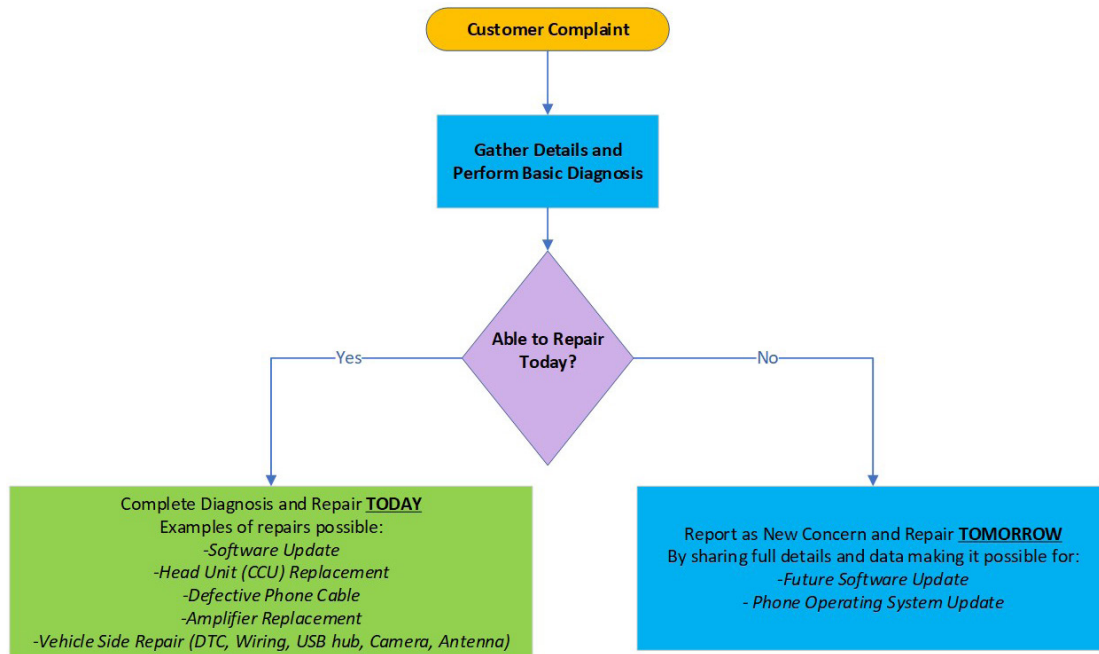 Customer Complaint
Gather Details and
Perform Basic Diagnosis
Able to Repair
Today?
Yes
No
Complete Diagnosis and Repair TODAY
Examples of repairs possible:
-Software Update
-Head Unit (CCU) Replacement
-Defective Phone Cable
-Amplifier Replacement
-Vehicle Side Repair (DTC, Wiring, USB hub, Camera, Antenna)
Report as New Concern and Repair TOMORROW
By sharing full details and data making it possible for:
-Future Software Update
- Phone Operating System Update